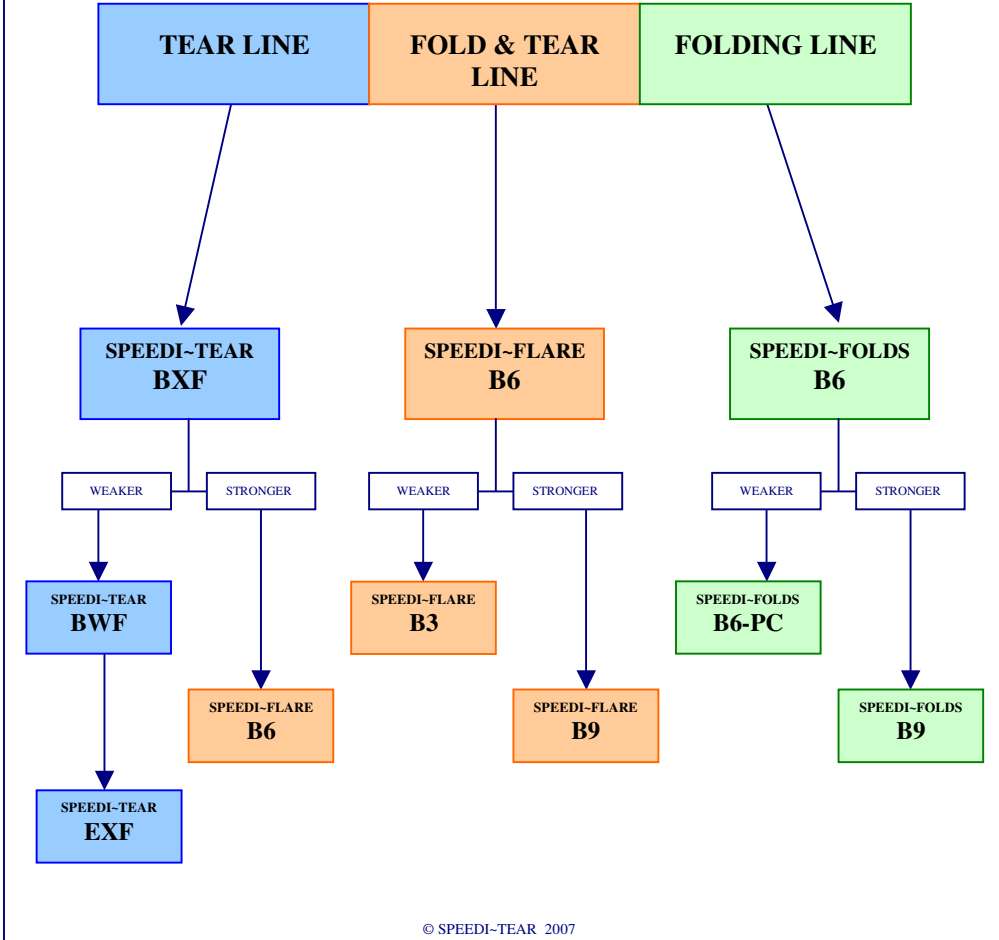 TEAR LINE
FOLD & TEAR
LINE
FOLDING LINE
SPEEDI~TEAR
BXF
SPEEDI~FLARE
B6
SPEEDI~FOLDS
B6
WEAKER
STRONGER
WEAKER
STRONGER
WEAKER
STRONGER
SPEEDI~TEAR
BWF
SPEEDI~FLARE
B3
SPEEDI~FOLDS
B6-PC
SPEEDI~FLARE
B6
SPEEDI~FLARE
B9
SPEEDI~FOLDS
B9
SPEEDI~TEAR
EXF
© SPEEDI~TEAR 2007